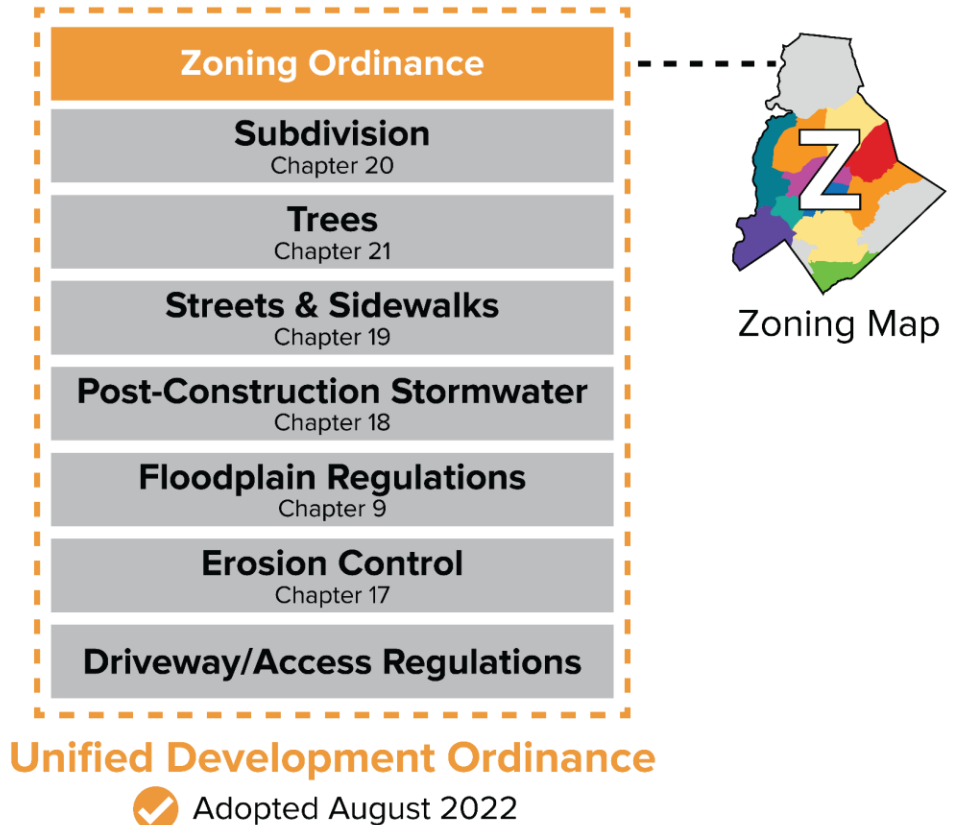 Zoning Ordinance
Subdivision
Chapter 20
Trees
Chapter 21
Streets & Sidewalks
Chapter 19
Post-Construction Stormwater
Chapter 18
Floodplain Regulations
Chapter 9
Erosion Control
Chapter 17
Driveway/Access Regulations
Unified Development Ordinance
Adopted August 2022
Z
Zoning Map